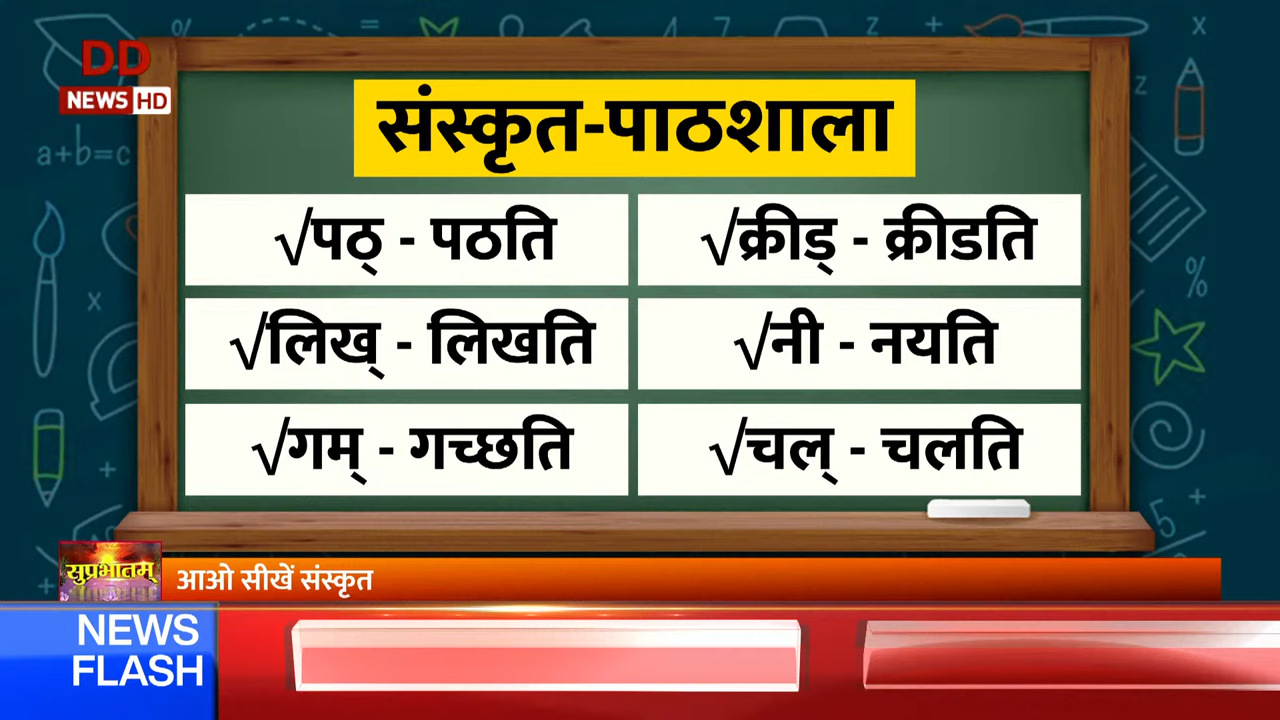 DD
NEWS HD
संस्कृत-पाठशाला
√पठ् - पठति
√क्रीड् - क्रीडति
√लिख् - लिखति
√नी - नयति
√गम् - गच्छति
√चल् - चलति
सुप्रभातम्
आओ सीखें संस्कृत
NEWS
FLASH
a+b=c